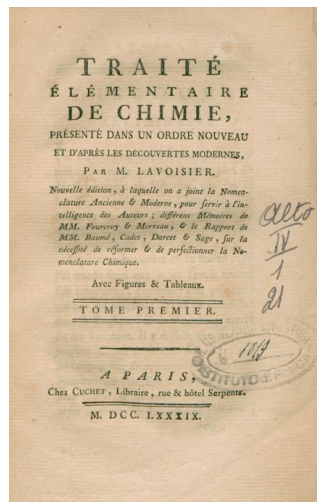 TRAITÉ
ÉLÉMENTAIRE
DE CHIMIE,
PRÉSENTÉ DANS UN ORDRE NOUVEAU
ET D'APRÈS LES DÉCOUVERTES MODERNES,
PAR M. LAVOISIER.
Nouvelle édition, à laquelle on a joint la Nomen-
clature Ancienne & Moderne, pour servir à l'in-
telligence des Auteurs ; différens Mémoires de
MM. Fourcroy & Morveau, & le Rapport de
MM. Baumé, Cadet, Darcet & Sage, sur la
nécessité de réformer & de perfectionner la No-
menclature Chimique.
Avec Figures & Tableaux.
TOME PREMIER.
A PARIS,
Chez CUCHET, Libraire, rue & hôtel Serpente.
M. DCC. LXXXIX.
IV
1
21
1019